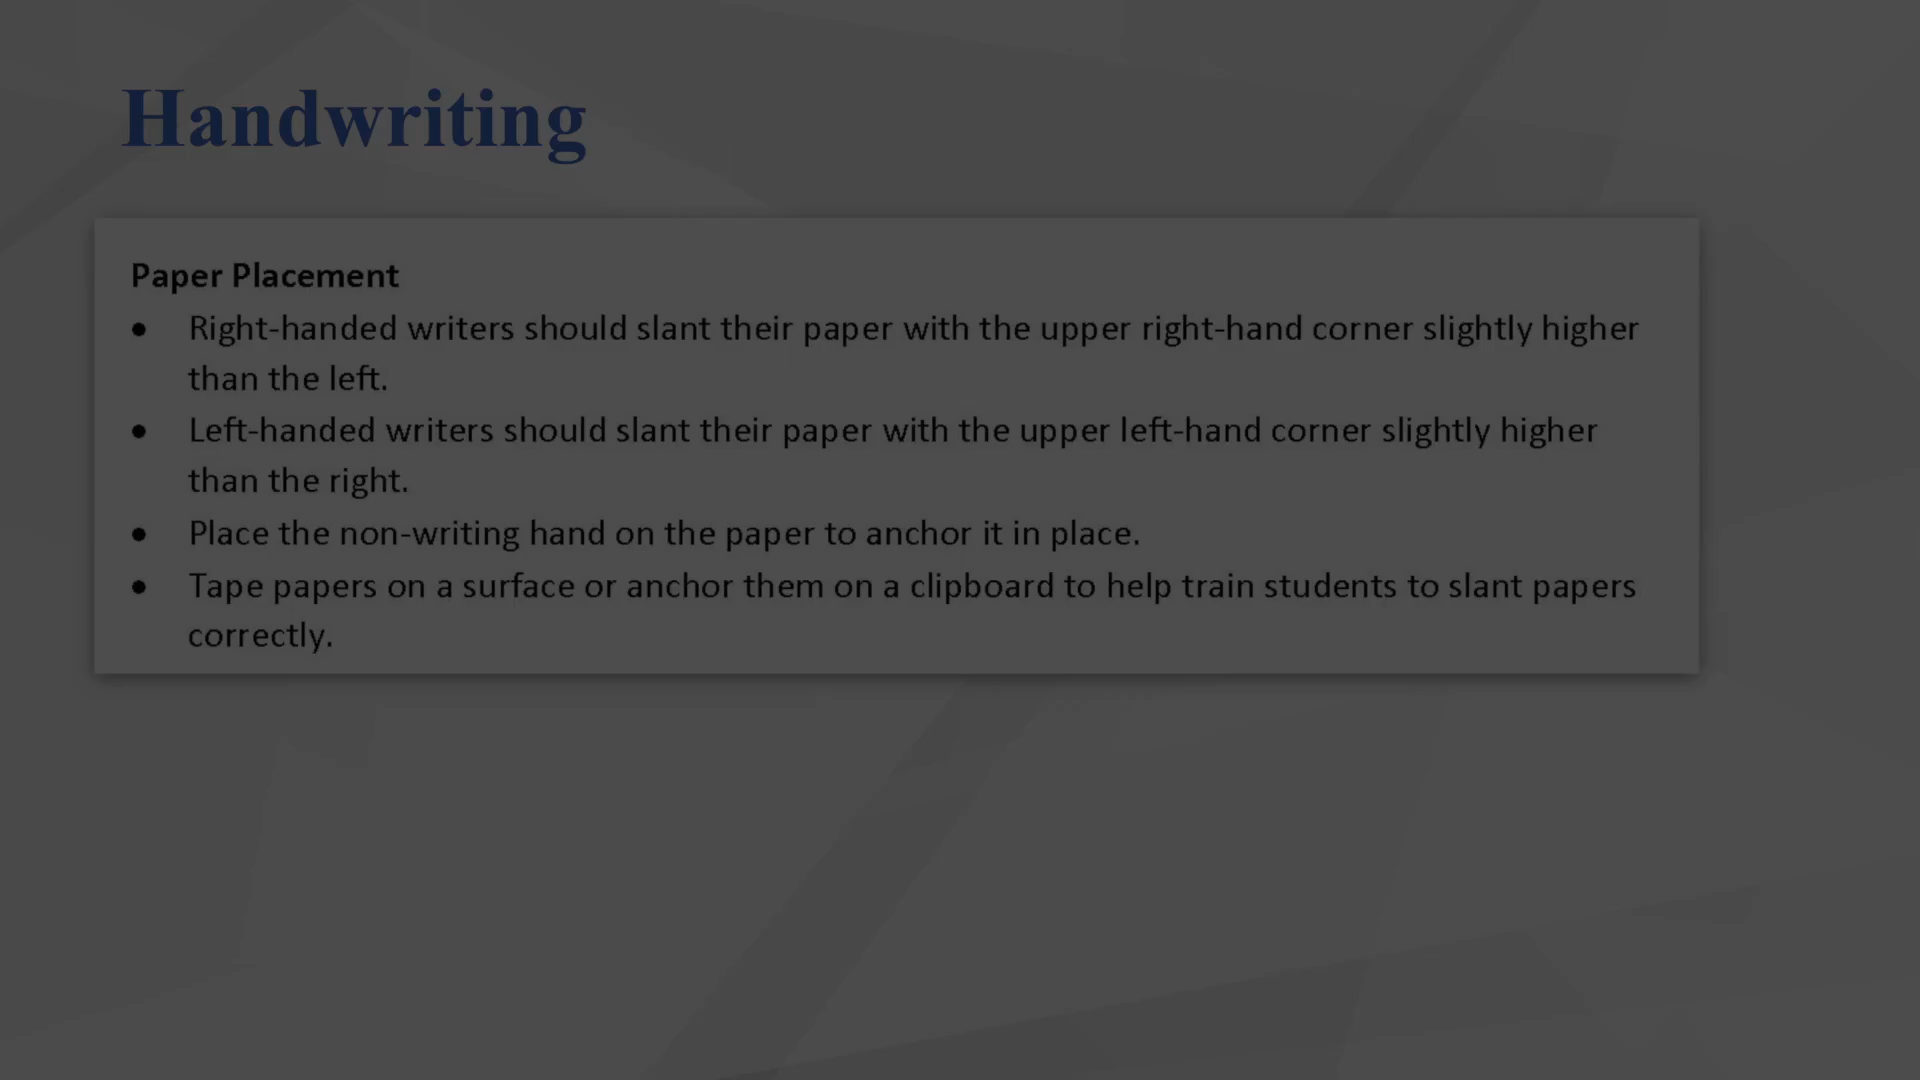 Handwriting
Paper Placement
• Right-handed writers should slant their paper with the upper right-hand corner slightly higher
than the left.
• Left-handed writers should slant their paper with the upper left-hand corner slightly higher
than the right.
• Place the non-writing hand on the paper to anchor it in place.
• Tape papers on a surface or anchor them on a clipboard to help train students to slant papers
correctly.